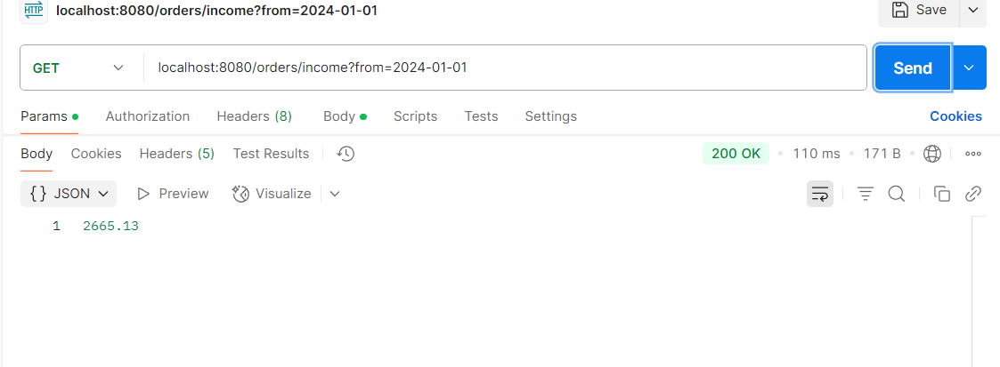 HTTP localhost:8080/orders/income?from=2024-01-01 Save
GET localhost:8080/orders/income?from=2024-01-01 Send
Params Authorization Headers (8) Body Scripts Tests Settings Cookies
Body Cookies Headers (5) Test Results 200 OK 110 ms 171 B
{} JSON Preview Visualize
1 2665.13